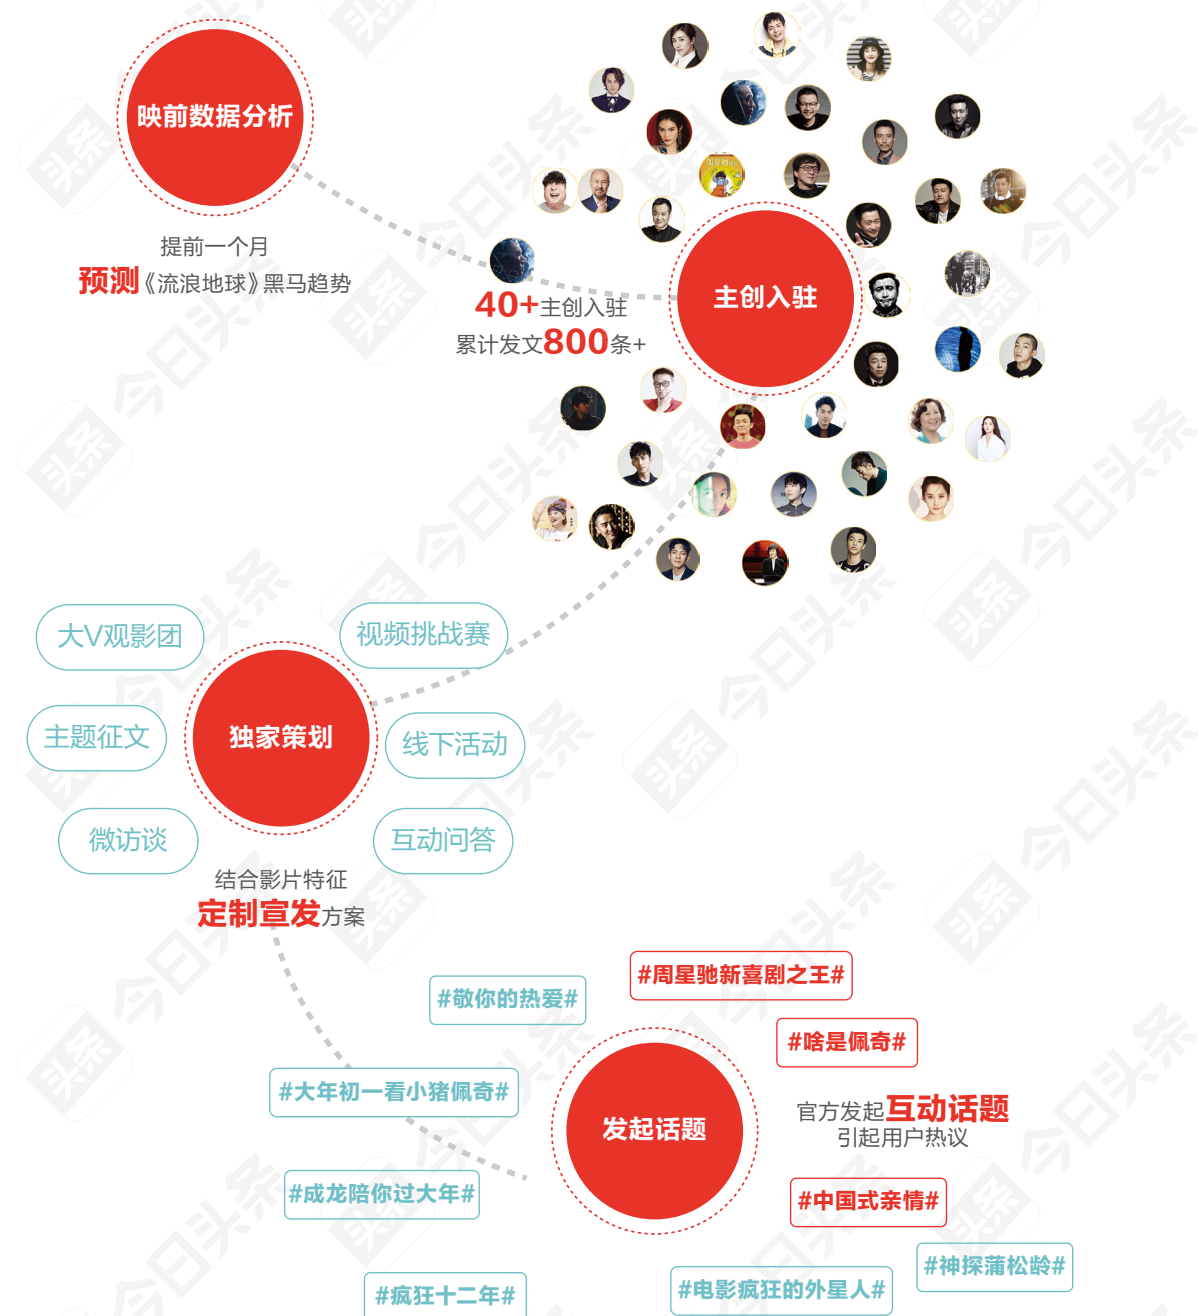 映前数据分析
提前一个月
预测《流浪地球》黑马趋势
主创入驻
40+主创入驻
累计发文800条+
大V观影团
视频挑战赛
主题征文
独家策划
线下活动
微访谈
互动问答
结合影片特征
定制宣发方案
#周星驰新喜剧之王#
#敬你的热爱#
#啥是佩奇#
#大年初一看小猪佩奇#
发起话题
官方发起互动话题
引起用户热议
#成龙陪你过大年#
#中国式亲情#
#神探蒲松龄#
#电影疯狂的外星人#
#疯狂十二年#
头条 今日头条